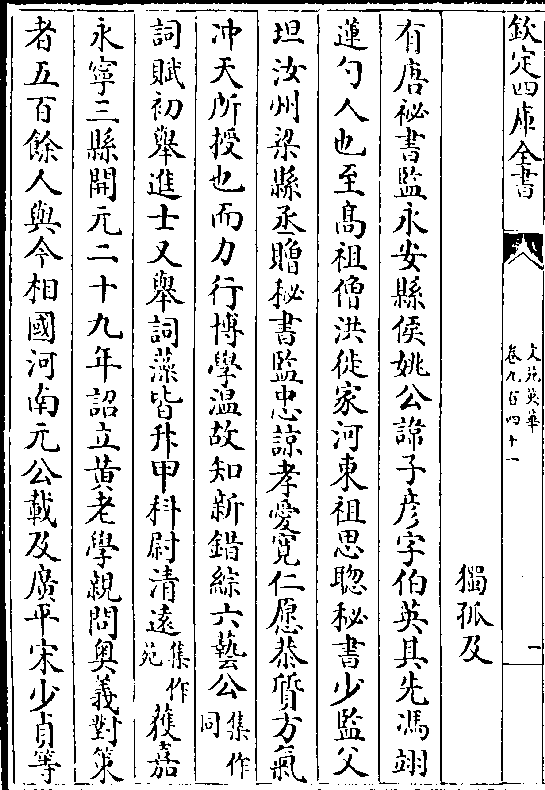 欽定四庫全書
文苑英華
卷九百四十一
一
獨孤及
有唐祕書監永安縣侯姚公諱子彦字伯英其先馮翊
蓮勺人也至髙祖僧洪徙家河東祖思聰秘書少監父
坦汝州梁縣丞贈秘書監忠諒孝愛寛仁愿恭質方氣
冲天所授也而力行博學温故知新錯綜六藝公集作同
詞賦初舉進士又舉詞藻皆升甲科尉清遠集作苑獲嘉
永寧三縣開元二十九年詔立黄老學親問奥義對策
者五百餘人與今相國河南元公載及廣平宋少貞等